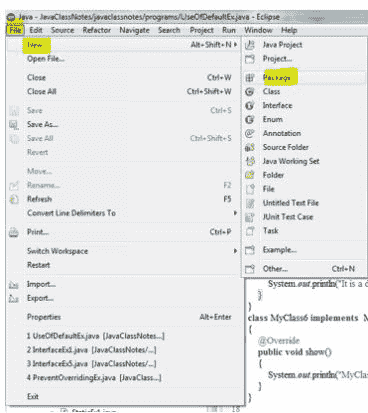 Java - JavaClassNotes/javaclassnotes/programs/UseOfDefaultEx.java - Eclipse
File Edit Source Refactor Navigate Search Project Run Window Help
New Alt+Shift+N
Open File...
Close Ctrl+W
Close All Ctrl+Shift+W
Save Ctrl+S
Save As...
Save All Ctrl+Shift+S
Revert
Move...
Rename... F2
Refresh F5
Convert Line Delimiters To
Print... Ctrl+P
Switch Workspace
Restart
Import...
Export...
Properties Alt+Enter
1 UseOfDefaultEx.java [JavaClassNotes...]
2 InterfaceEx1.java [JavaClassNotes/...]
3 InterfaceEx5.java [JavaClassNotes/...]
4 PreventOverridingEx.java [JavaClass...]
Exit
Java Project
Project...
Package
Class
Interface
Enum
Annotation
Source Folder
Java Working Set
Folder
File
Untitled Text File
JUnit Test Case
Task
Example...
Other... Ctrl+N
System.out.println("It is a d
}
}
class MyClass6 implements M
{
@Override
public void show()
{
System.out.println("MyClas
}
}
18